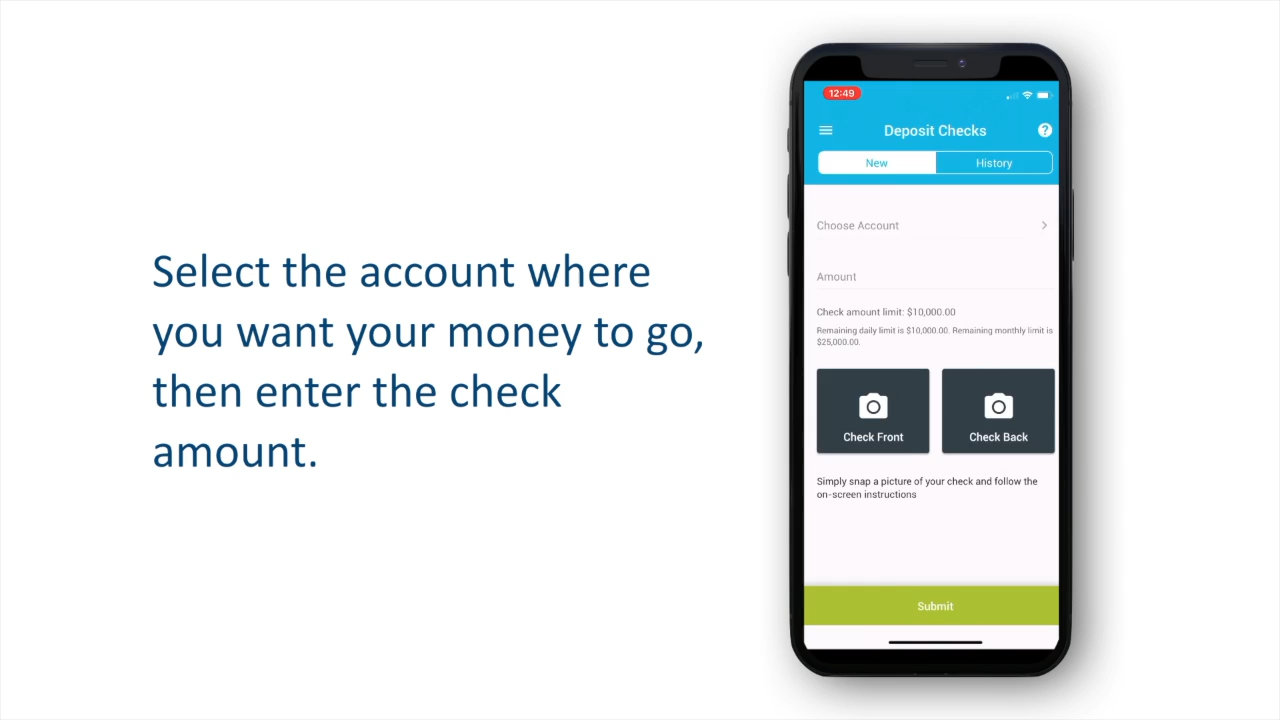 Select the account where
you want your money to go,
then enter the check
amount.
12:49
Deposit Checks
New
History
Choose Account
Amount
Check amount limit: $10,000.00
Remaining daily limit is $10,000.00. Remaining monthly limit is
$25,000.00.
Check Front
Check Back
Simply snap a picture of your check and follow the
on-screen instructions
Submit